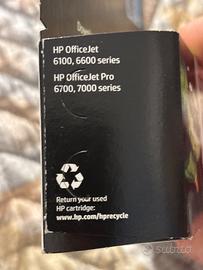 HP OfficeJet
6100, 6600 series
HP OfficeJet Pro
6700, 7000 series
Return your used
HP cartridge:
www.hp.com/hprecycle
subito